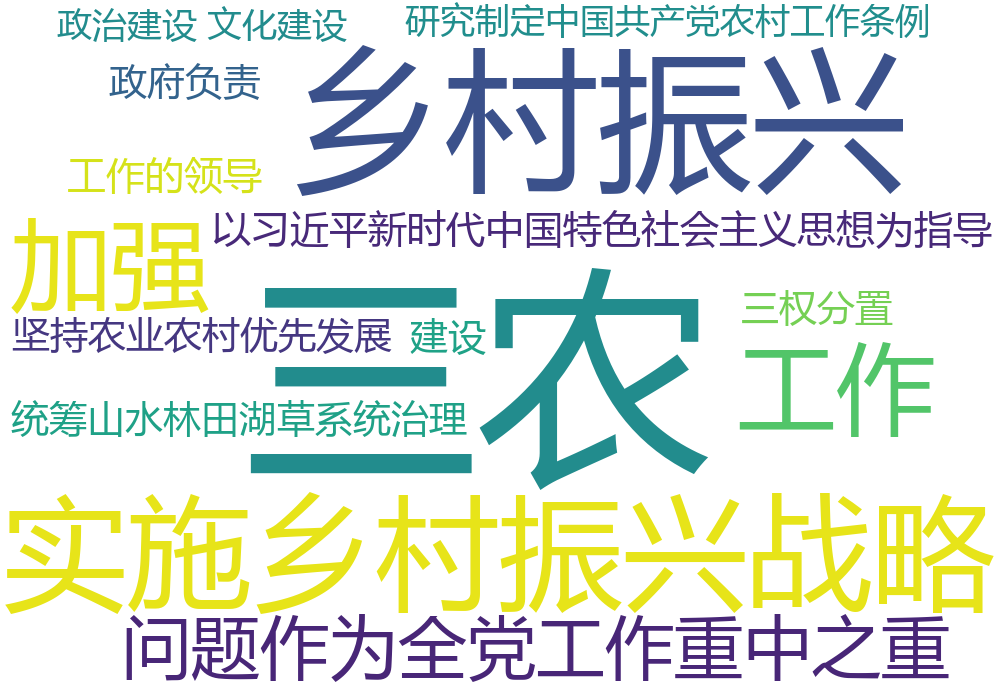 政治建设 文化建设
研究制定中国共产党农村工作条例
政府负责
乡村振兴
工作的领导
加强
以习近平新时代中国特色社会主义思想为指导
三农
三权分置
坚持农业农村优先发展
建设
工作
统筹山水林田湖草系统治理
实施乡村振兴战略
问题作为全党工作重中之重